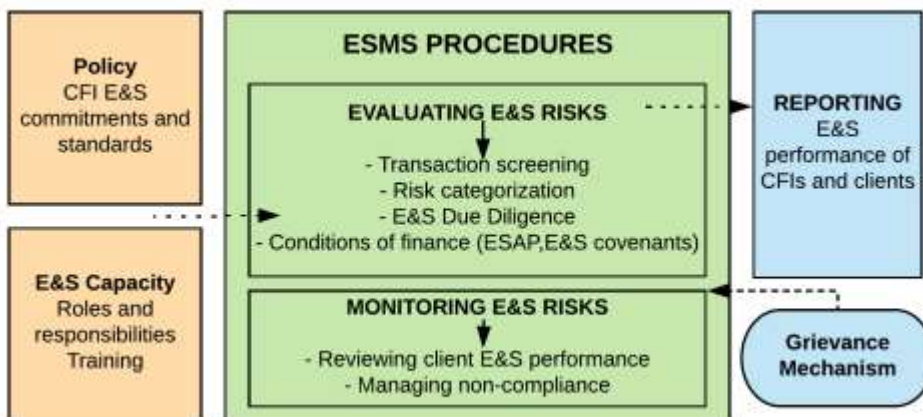 Policy
CFI E&S
commitments and
standards
E&S Capacity
Roles and
responsibilities
Training
ESMS PROCEDURES
EVALUATING E&S RISKS
- Transaction screening
- Risk categorization
- E&S Due Diligence
- Conditions of finance (ESAP,E&S covenants)
MONITORING E&S RISKS
- Reviewing client E&S performance
- Managing non-compliance
REPORTING
E&S
performance of
CFIs and clients
Grievance
Mechanism